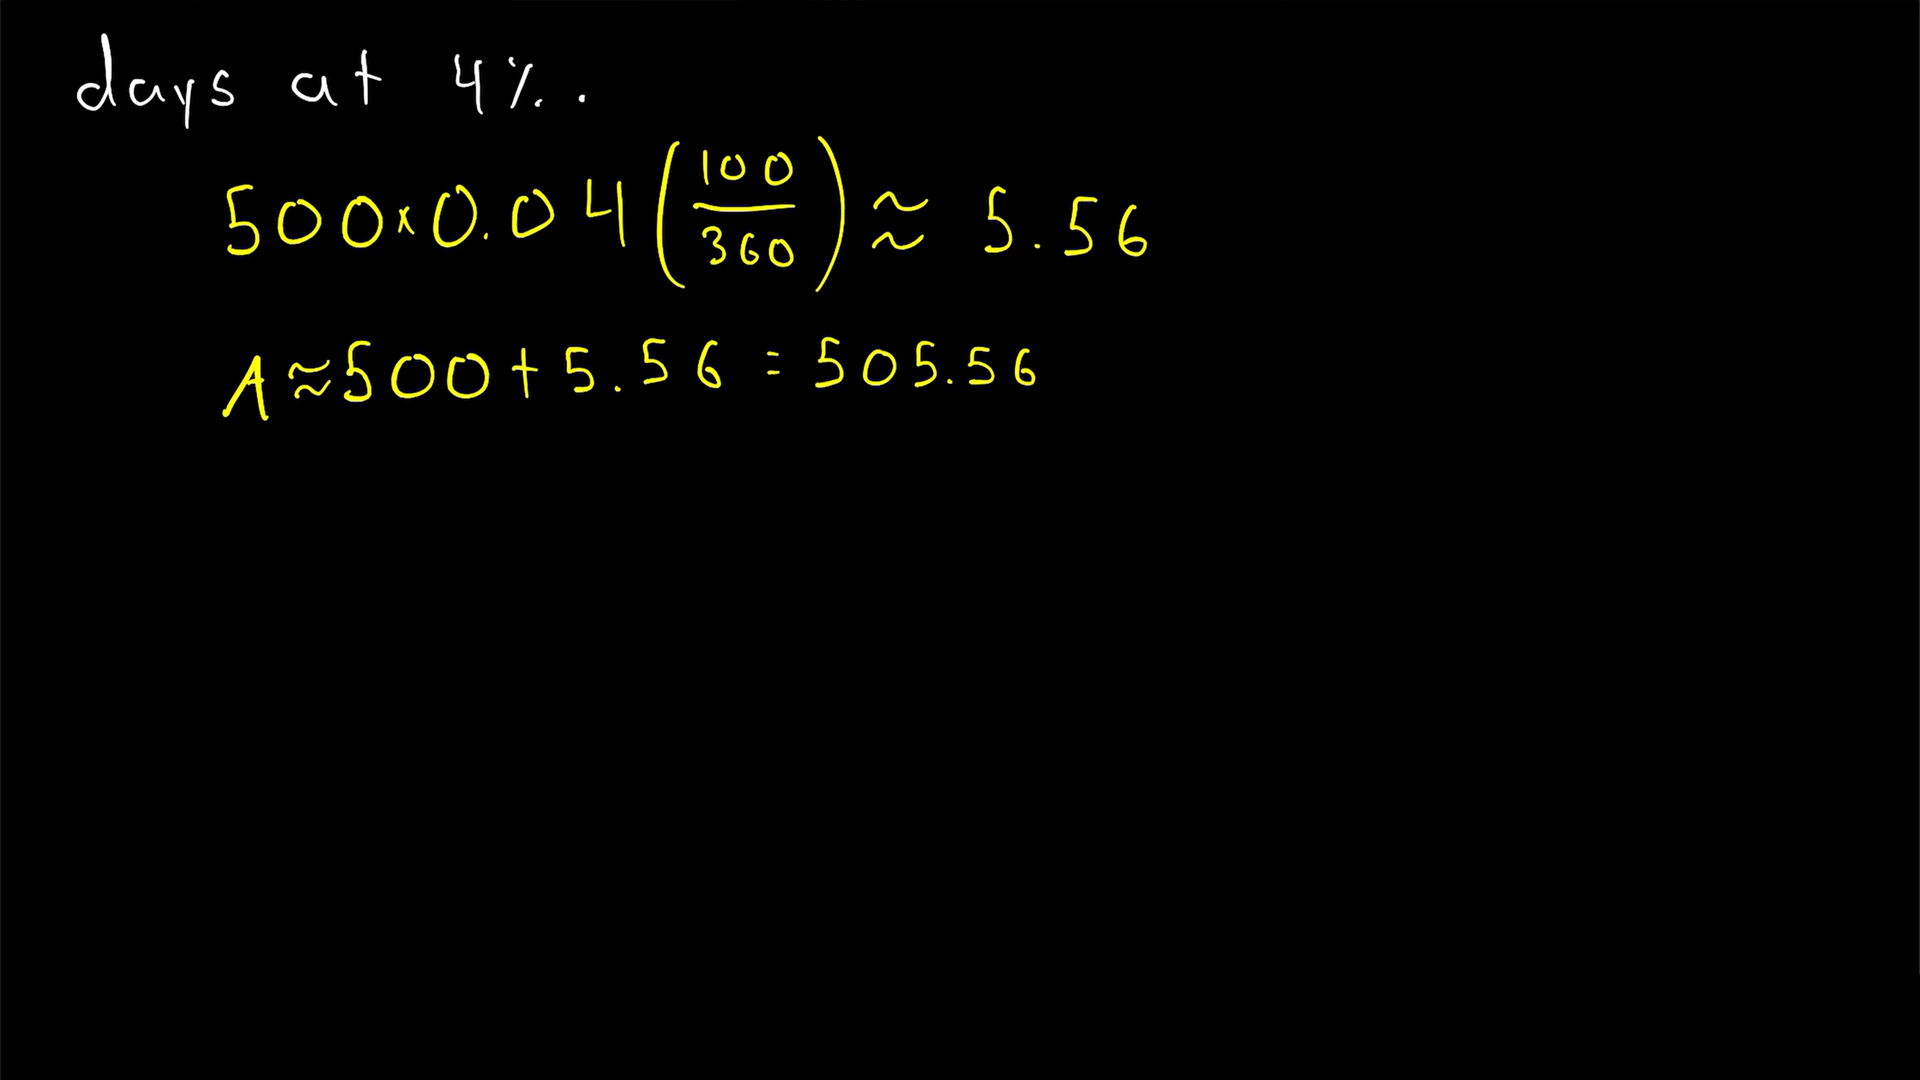 days at 4%.
500×0.04(100/360) ≈ 5.56
A ≈ 500 + 5.56 = 505.56